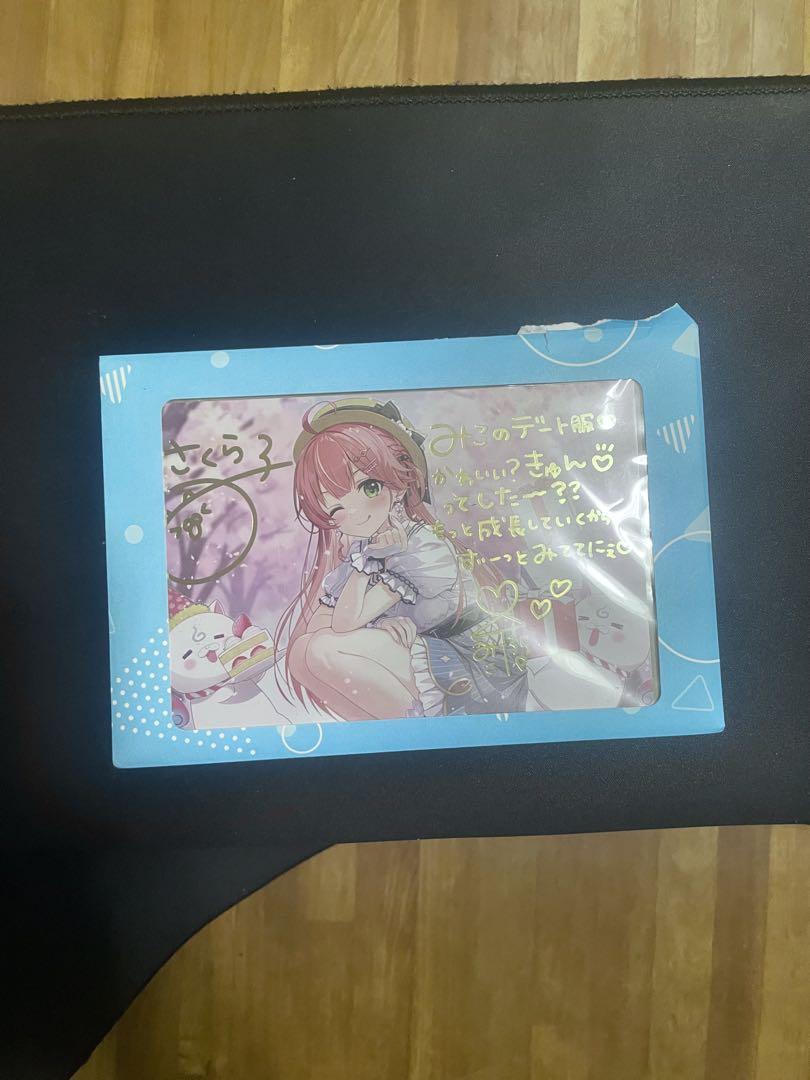 さくら
みこのデート服♡
かわいい?きゅん♡
ってしたー??
もっと成長していくから
ずーっとみててにぇ♡